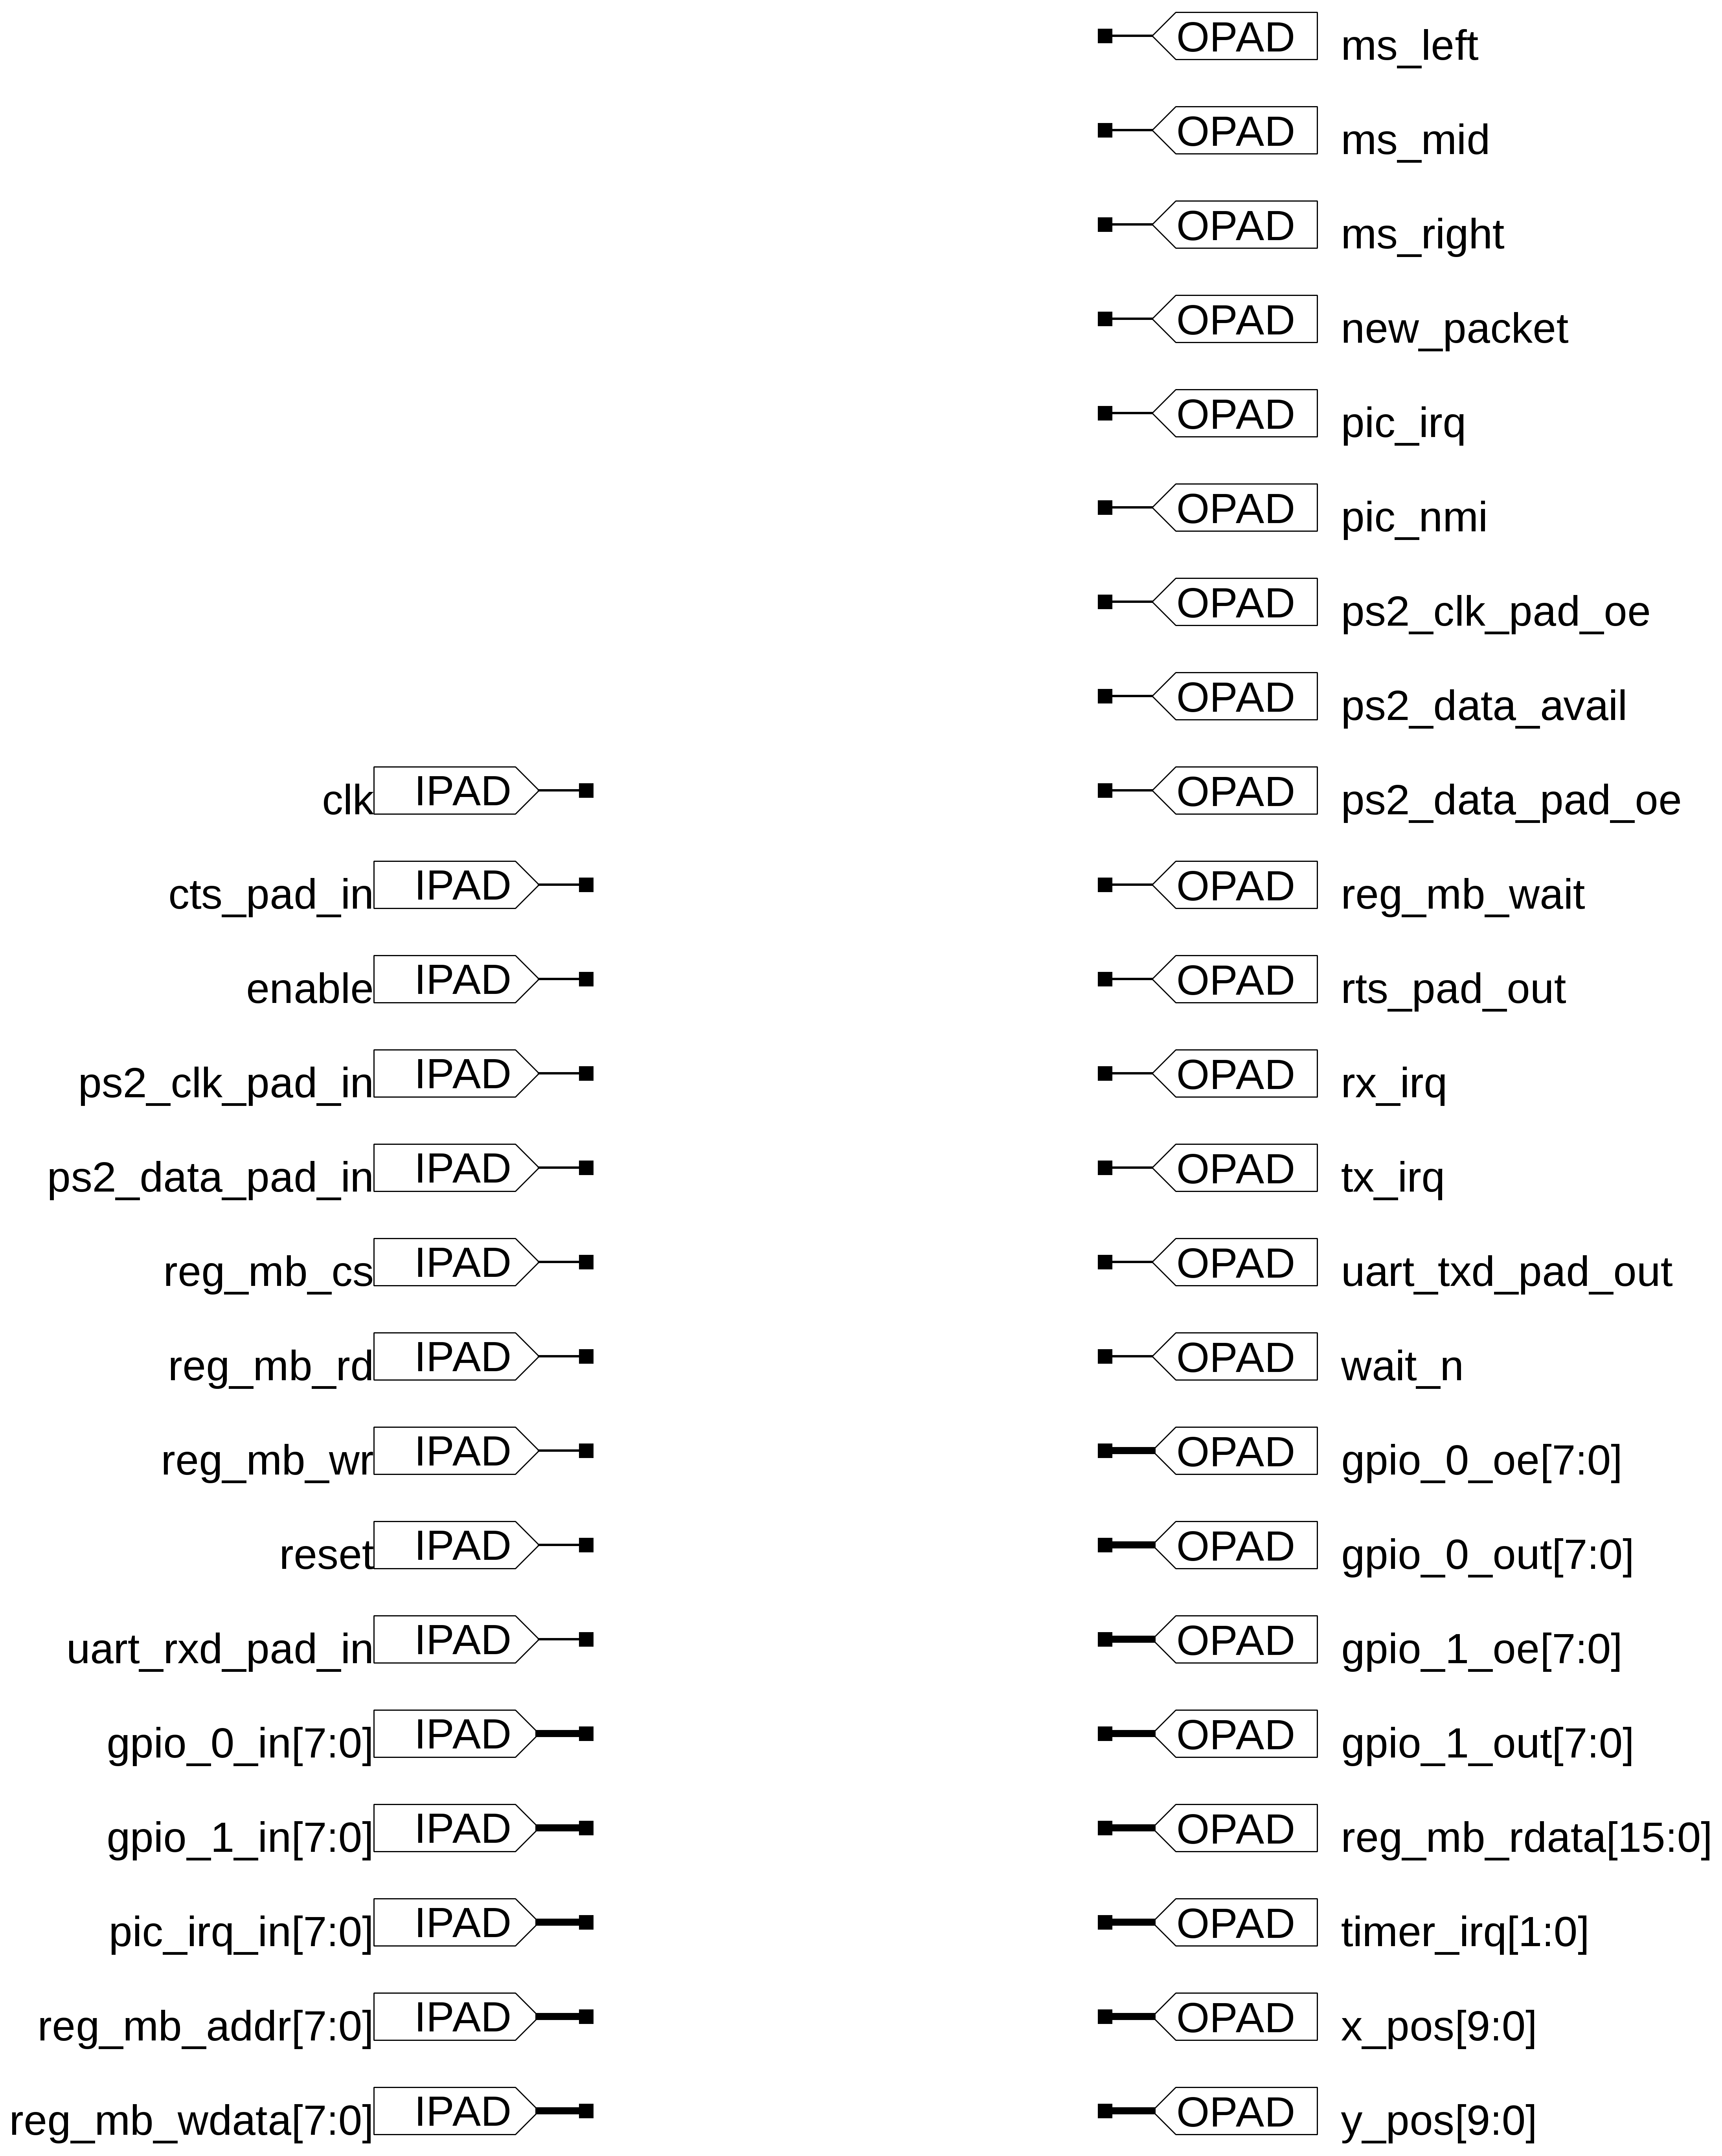 OPAD ms_left
OPAD ms_mid
OPAD ms_right
OPAD new_packet
OPAD pic_irq
OPAD pic_nmi
OPAD ps2_clk_pad_oe
OPAD ps2_data_avail
clk IPAD OPAD ps2_data_pad_oe
cts_pad_in IPAD OPAD reg_mb_wait
enable IPAD OPAD rts_pad_out
ps2_clk_pad_in IPAD OPAD rx_irq
ps2_data_pad_in IPAD OPAD tx_irq
reg_mb_cs IPAD OPAD uart_txd_pad_out
reg_mb_rd IPAD OPAD wait_n
reg_mb_wr IPAD OPAD gpio_0_oe[7:0]
reset IPAD OPAD gpio_0_out[7:0]
uart_rxd_pad_in IPAD OPAD gpio_1_oe[7:0]
gpio_0_in[7:0] IPAD OPAD gpio_1_out[7:0]
gpio_1_in[7:0] IPAD OPAD reg_mb_rdata[15:0]
pic_irq_in[7:0] IPAD OPAD timer_irq[1:0]
reg_mb_addr[7:0] IPAD OPAD x_pos[9:0]
reg_mb_wdata[7:0] IPAD OPAD y_pos[9:0]